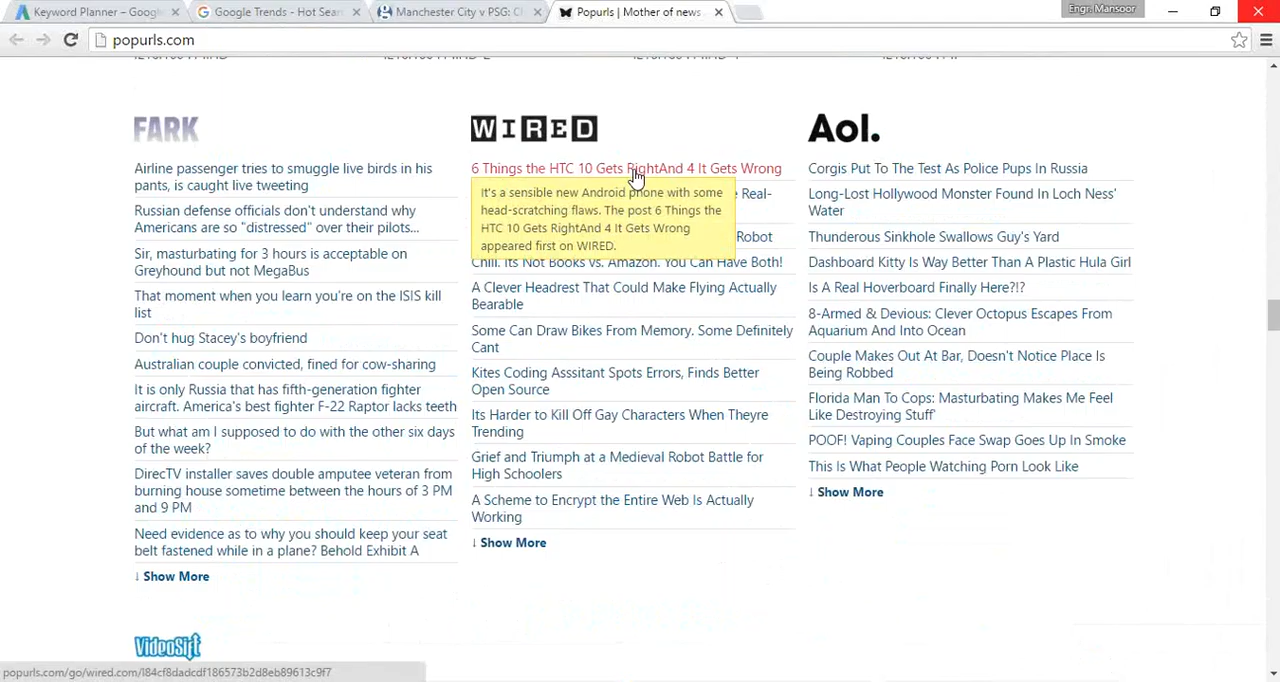 Keyword Planner – Googl
Google Trends - Hot Sear
Manchester City v PSG: Ch
Popurls | Mother of news
Engr. Mansoor
popurls.com
FARK
Airline passenger tries to smuggle live birds in his
pants, is caught live tweeting
Russian defense officials don't understand why
Americans are so "distressed" over their pilots...
Sir, masturbating for 3 hours is acceptable on
Greyhound but not MegaBus
That moment when you learn you're on the ISIS kill
list
Don't hug Stacey's boyfriend
Australian couple convicted, fined for cow-sharing
It is only Russia that has fifth-generation fighter
aircraft. America's best fighter F-22 Raptor lacks teeth
But what am I supposed to do with the other six days
of the week?
DirecTV installer saves double amputee veteran from
burning house sometime between the hours of 3 PM
and 9 PM
Need evidence as to why you should keep your seat
belt fastened while in a plane? Behold Exhibit A
↓ Show More
WIRED
6 Things the HTC 10 Gets RightAnd 4 It Gets Wrong
It's a sensible new Android phone with some
head-scratching flaws. The post 6 Things the
HTC 10 Gets RightAnd 4 It Gets Wrong
appeared first on WIRED.
e Real-
Robot
Chill. Its Not Books vs. Amazon. You Can Have Both!
A Clever Headrest That Could Make Flying Actually
Bearable
Some Can Draw Bikes From Memory. Some Definitely
Cant
Kites Coding Asssitant Spots Errors, Finds Better
Open Source
Its Harder to Kill Off Gay Characters When Theyre
Trending
Grief and Triumph at a Medieval Robot Battle for
High Schoolers
A Scheme to Encrypt the Entire Web Is Actually
Working
↓ Show More
Aol.
Corgis Put To The Test As Police Pups In Russia
Long-Lost Hollywood Monster Found In Loch Ness'
Water
Thunderous Sinkhole Swallows Guy's Yard
Dashboard Kitty Is Way Better Than A Plastic Hula Girl
Is A Real Hoverboard Finally Here?!?
8-Armed & Devious: Clever Octopus Escapes From
Aquarium And Into Ocean
Couple Makes Out At Bar, Doesn't Notice Place Is
Being Robbed
Florida Man To Cops: Masturbating Makes Me Feel
Like Destroying Stuff'
POOF! Vaping Couples Face Swap Goes Up In Smoke
This Is What People Watching Porn Look Like
↓ Show More
VideoSift
popurls.com/go/wired.com/l84cf8dadcdf186573b2d8eb89613c9f7